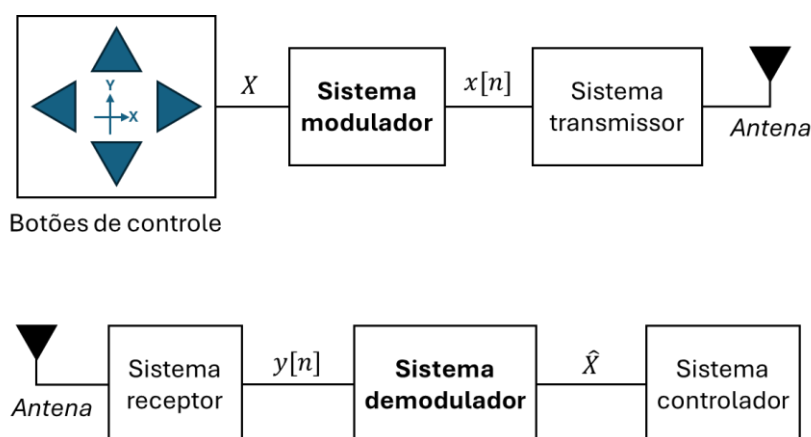 Y
X
Botões de controle
X
Sistema
modulador
x[n]
Sistema
transmissor
Antena
Antena
Sistema
receptor
y[n]
Sistema
demodulador
X̂
Sistema
controlador